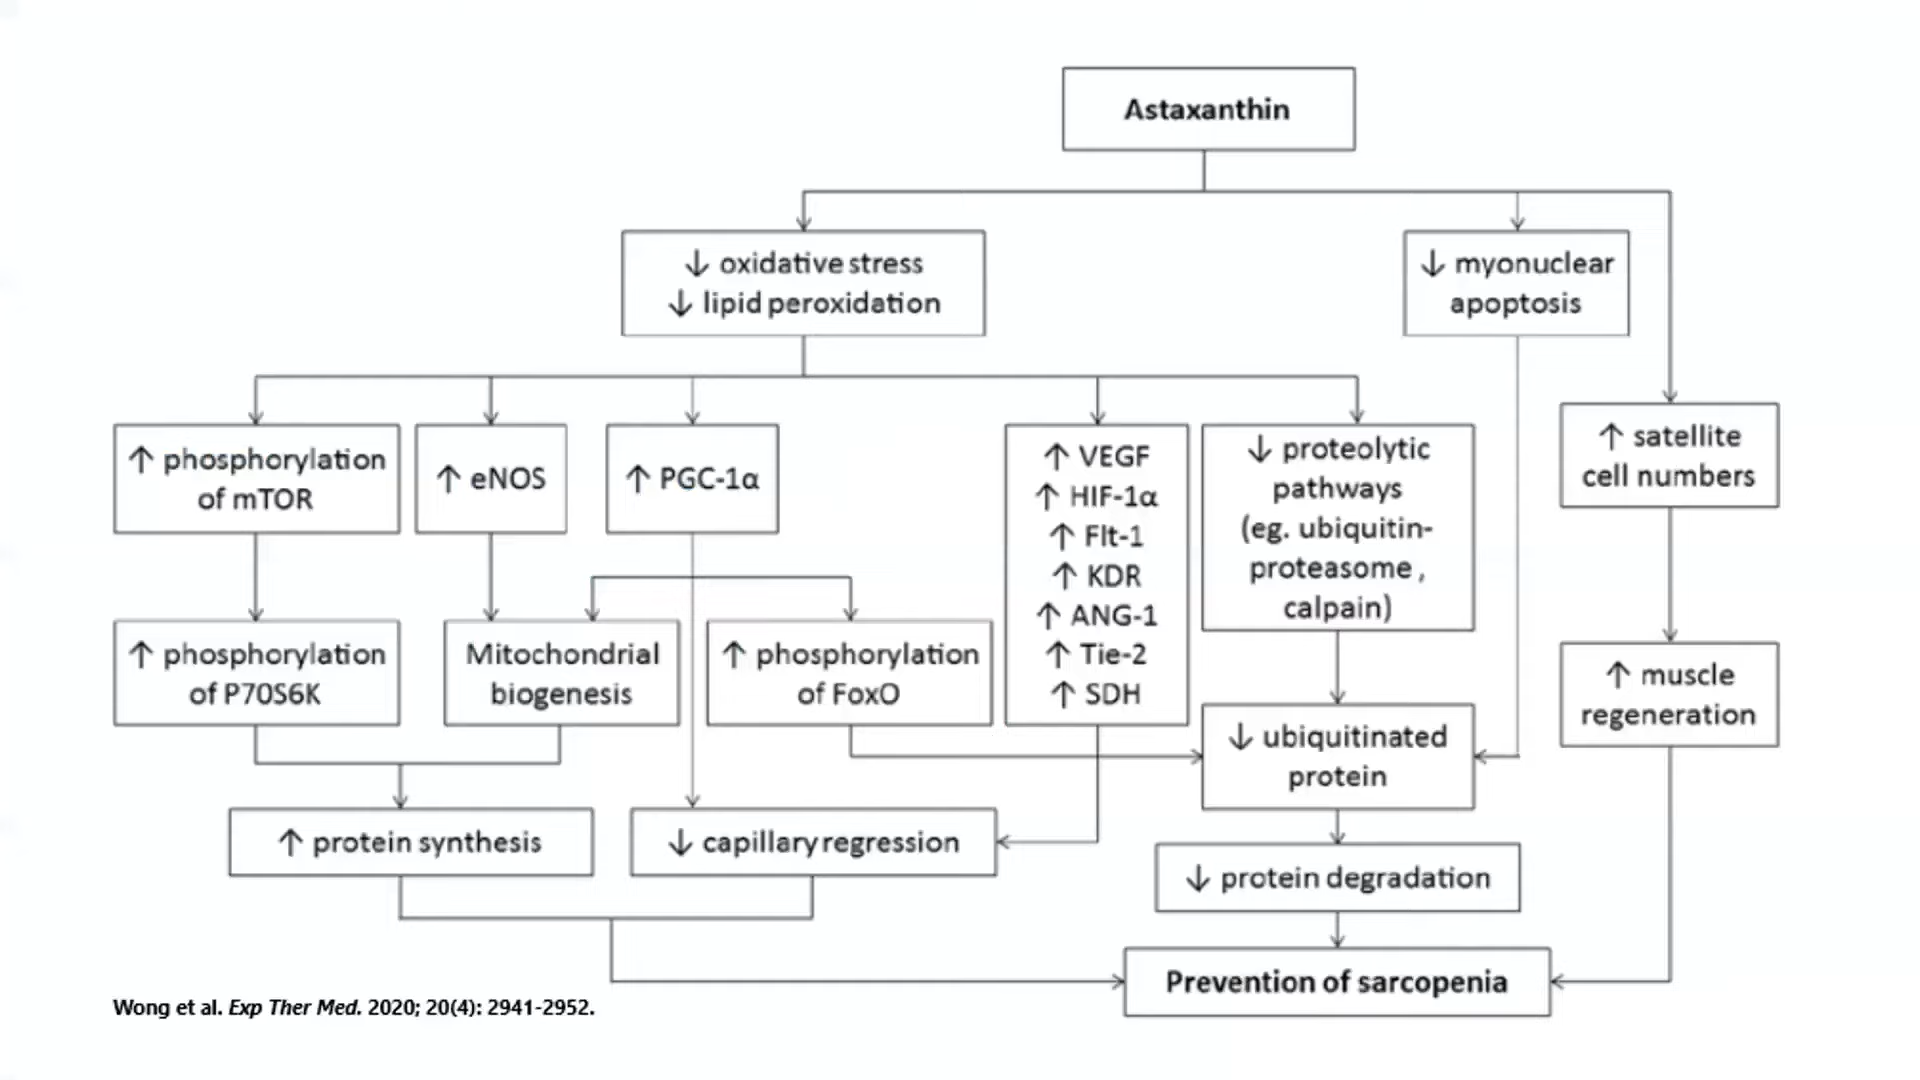 Astaxanthin
↓ oxidative stress
↓ lipid peroxidation
↓ myonuclear
apoptosis
↑ phosphorylation
of mTOR
↑ eNOS
↑ PGC-1α
↑ VEGF
↑ HIF-1α
↑ Flt-1
↑ KDR
↑ ANG-1
↑ Tie-2
↑ SDH
↓ proteolytic
pathways
(eg. ubiquitin-
proteasome ,
calpain)
↑ satellite
cell numbers
↑ phosphorylation
of P70S6K
Mitochondrial
biogenesis
↑ phosphorylation
of FoxO
↓ ubiquitinated
protein
↑ muscle
regeneration
↑ protein synthesis
↓ capillary regression
↓ protein degradation
Prevention of sarcopenia
Wong et al. Exp Ther Med. 2020; 20(4): 2941-2952.